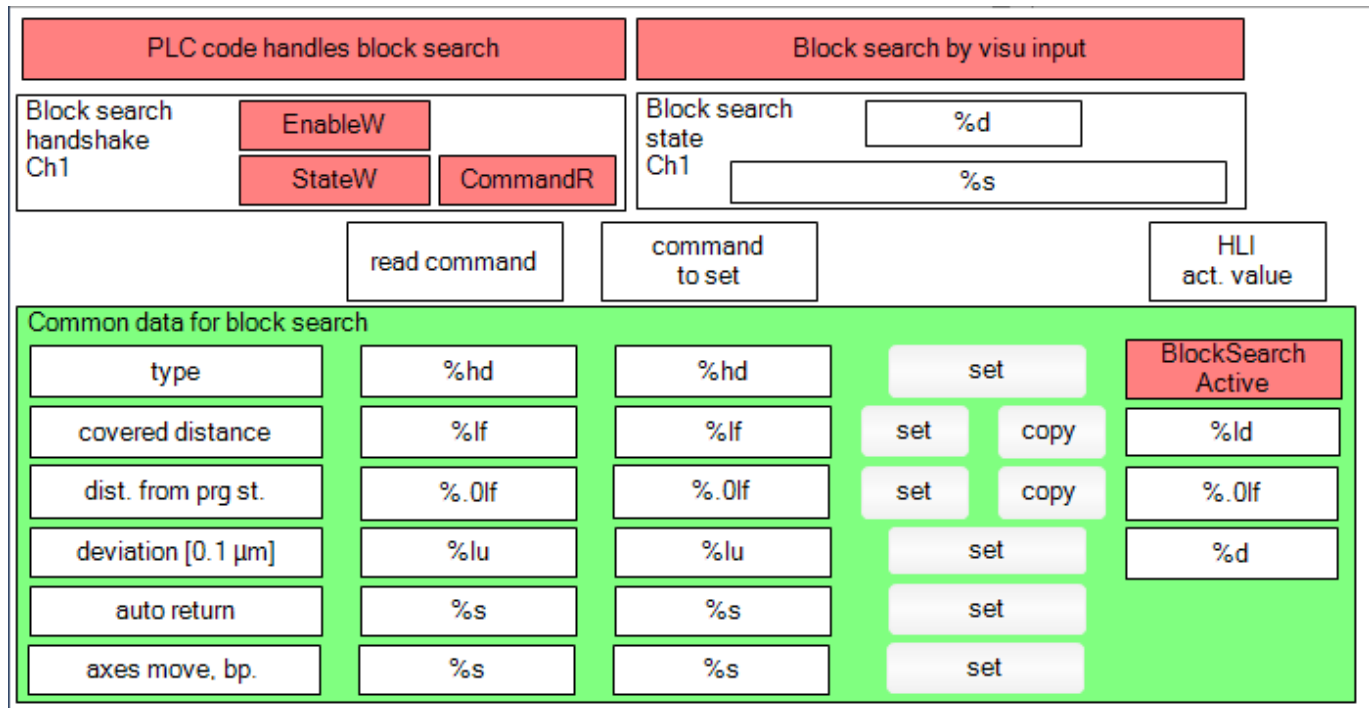 PLC code handles block search
Block search by visu input
Block search
handshake
Ch1
EnableW
StateW
CommandR
Block search
state
Ch1
%d
%s
read command
command
to set
HLI
act. value
Common data for block search
type
%hd
%hd
set
BlockSearch
Active
covered distance
%lf
%lf
set
copy
%ld
dist. from prg st.
%.0lf
%.0lf
set
copy
%.0lf
deviation [0.1 µm]
%lu
%lu
set
%d
auto return
%s
%s
set
axes move, bp.
%s
%s
set